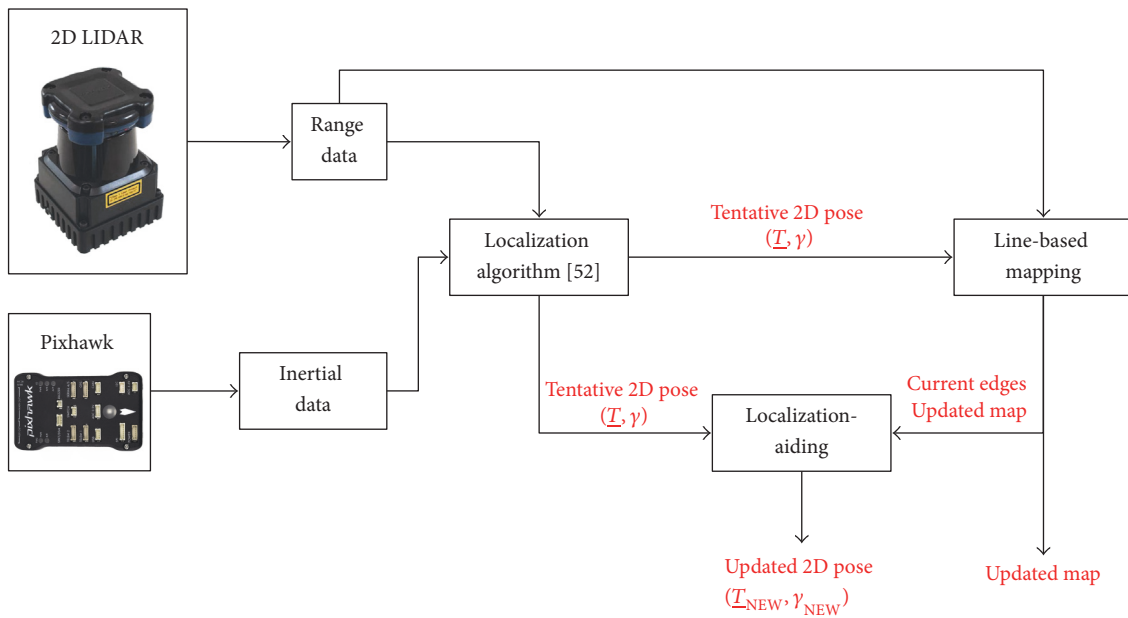 2D LIDAR
Range
data
Tentative 2D pose
(T, γ)
Localization
algorithm [52]
Line-based
mapping
Pixhawk
pixhawk
Inertial
data
Tentative 2D pose
(T, γ)
Current edges
Updated map
Localization-
aiding
Updated 2D pose
(T_NEW, γ_NEW)
Updated map